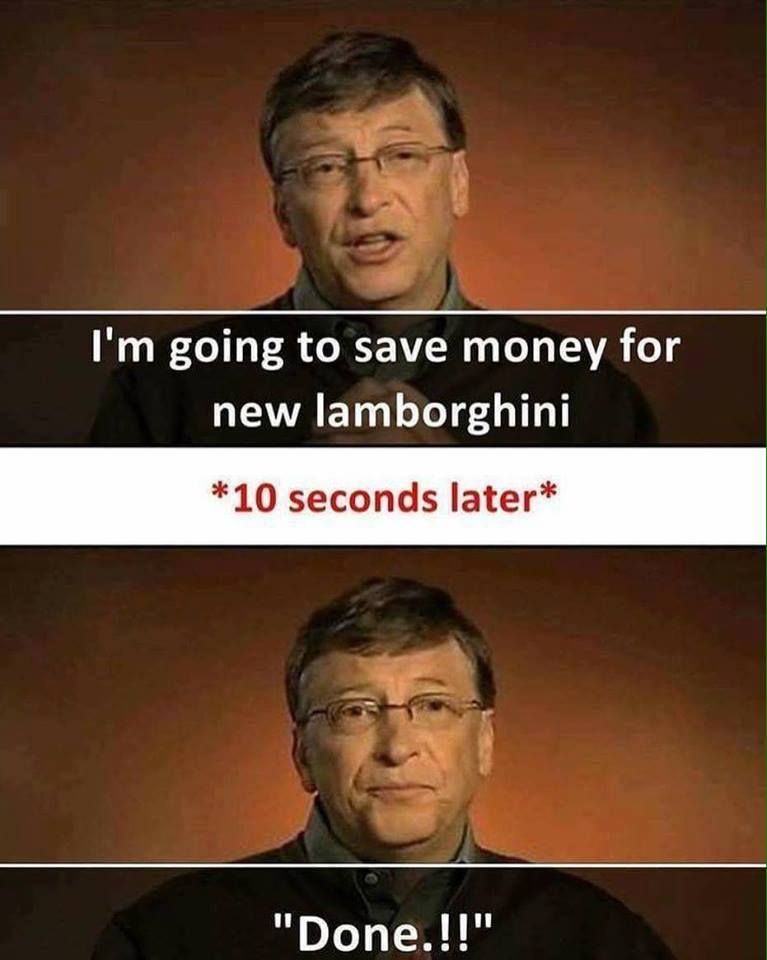 I'm going to save money for
new lamborghini
*10 seconds later*
"Done.!!"